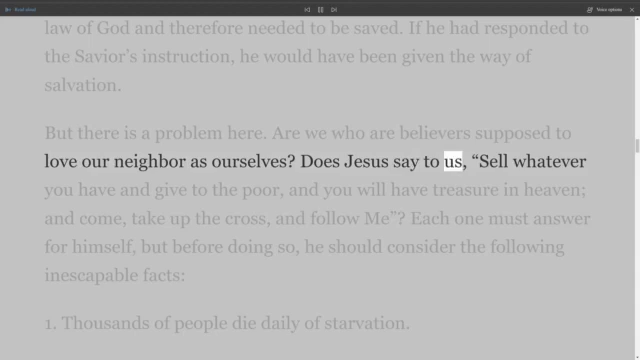 Read aloud
Voice options
law of God and therefore needed to be saved. If he had responded to
the Savior’s instruction, he would have been given the way of
salvation.
But there is a problem here. Are we who are believers supposed to
love our neighbor as ourselves? Does Jesus say to us, “Sell whatever
you have and give to the poor, and you will have treasure in heaven;
and come, take up the cross, and follow Me”? Each one must answer
for himself, but before doing so, he should consider the following
inescapable facts:
1. Thousands of people die daily of starvation.